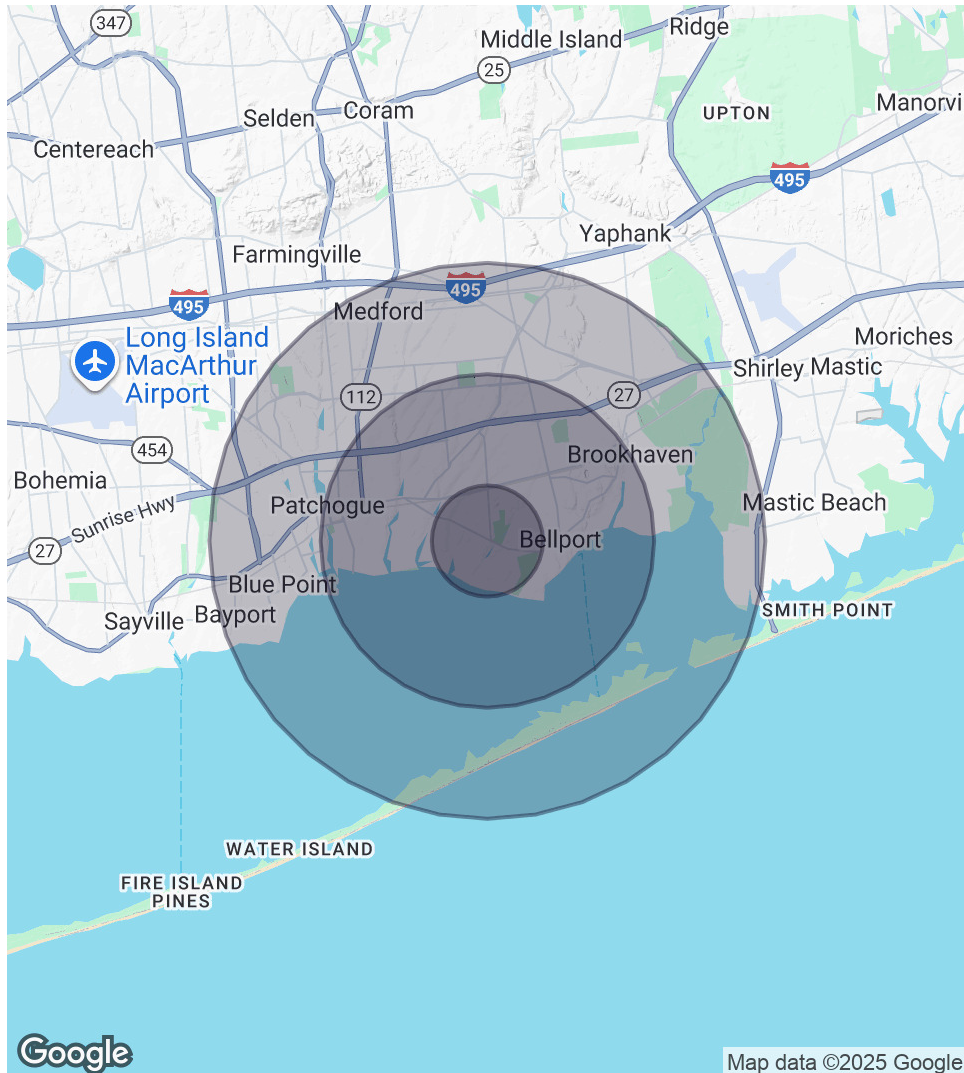 347
Ridge
Middle Island
25
Coram
Selden
UPTON
Manorvi
Centereach
495
Yaphank
Farmingville
495
495
Medford
Long Island
MacArthur
Airport
Moriches
Shirley
Mastic
112
27
454
Brookhaven
Bohemia
Patchogue
Mastic Beach
Sunrise Hwy
27
Bellport
Blue Point
Bayport
Sayville
SMITH POINT
WATER ISLAND
FIRE ISLAND
PINES
Google
Map data ©2025 Google